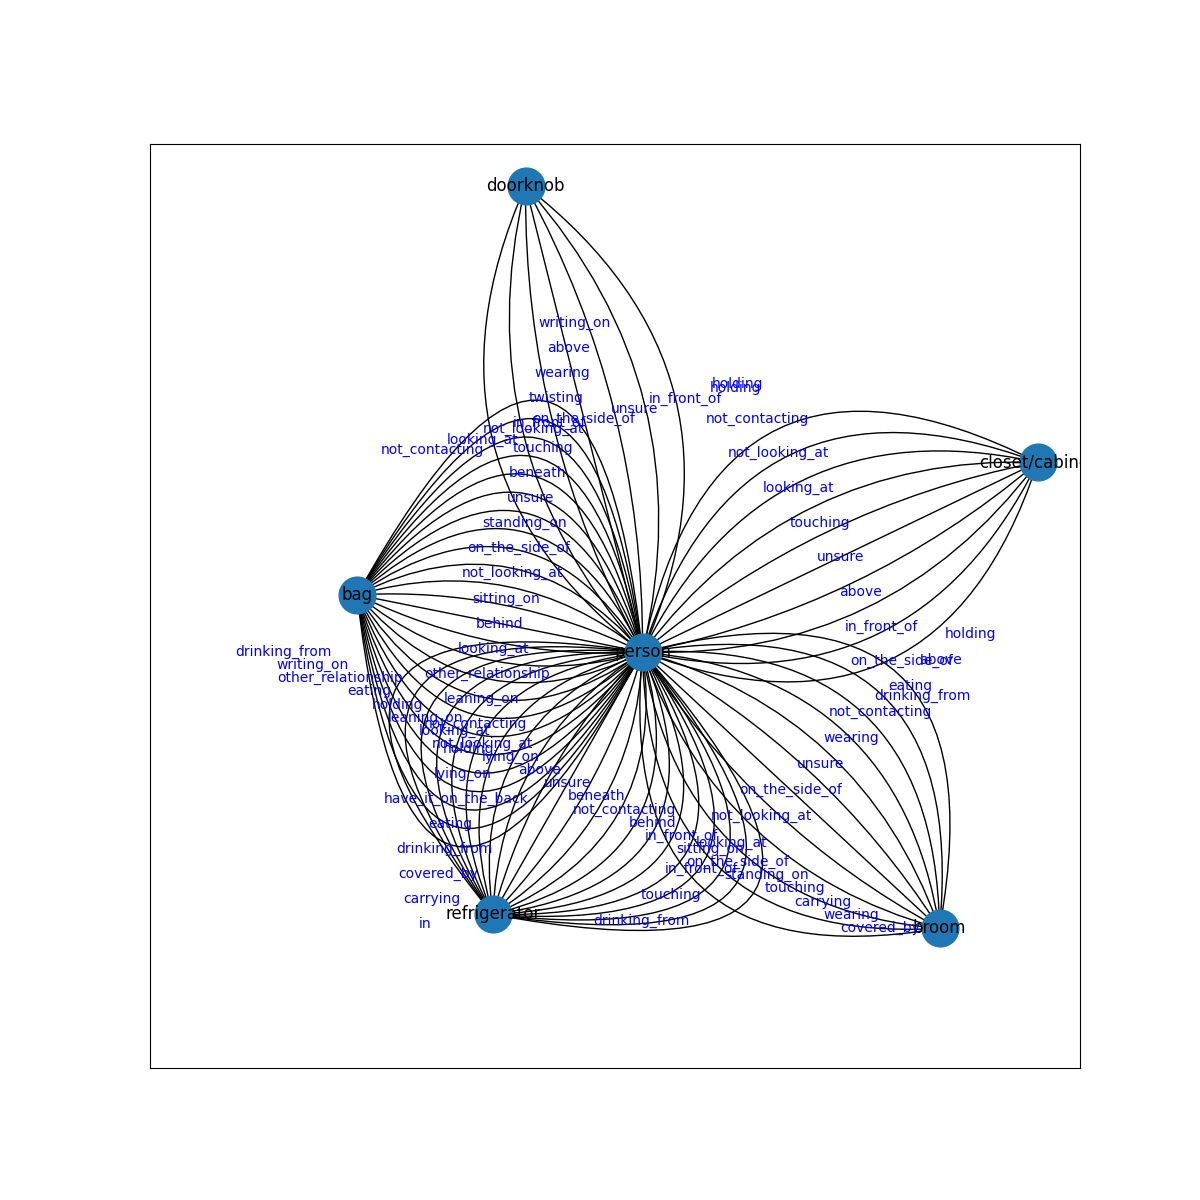 doorknob
writing_on
above
wearing
twisting
holding
holding
in_front_of
unsure
on_the_side_of
not_contacting
in_front_of
not_looking_at
looking_at
touching
not_contacting
not_looking_at
closet/cabin
beneath
looking_at
unsure
standing_on
touching
on_the_side_of
unsure
not_looking_at
above
bag
sitting_on
behind
in_front_of
holding
person
looking_at
drinking_from
on_the_side_of
above
writing_on
other_relationship
other_relationship
eating
eating
drinking_from
leaning_on
holding
not_contacting
leaning_on
not_contacting
looking_at
wearing
not_looking_at
holding
lying_on
unsure
above
lying_on
unsure
on_the_side_of
beneath
have_it_on_the_back
not_contacting
not_looking_at
eating
behind
in_front_of
looking_at
drinking_from
sitting_on
on_the_side_of
in_front_of
covered_by
standing_on
touching
touching
carrying
carrying
refrigerator
wearing
in
drinking_from
covered_by
broom